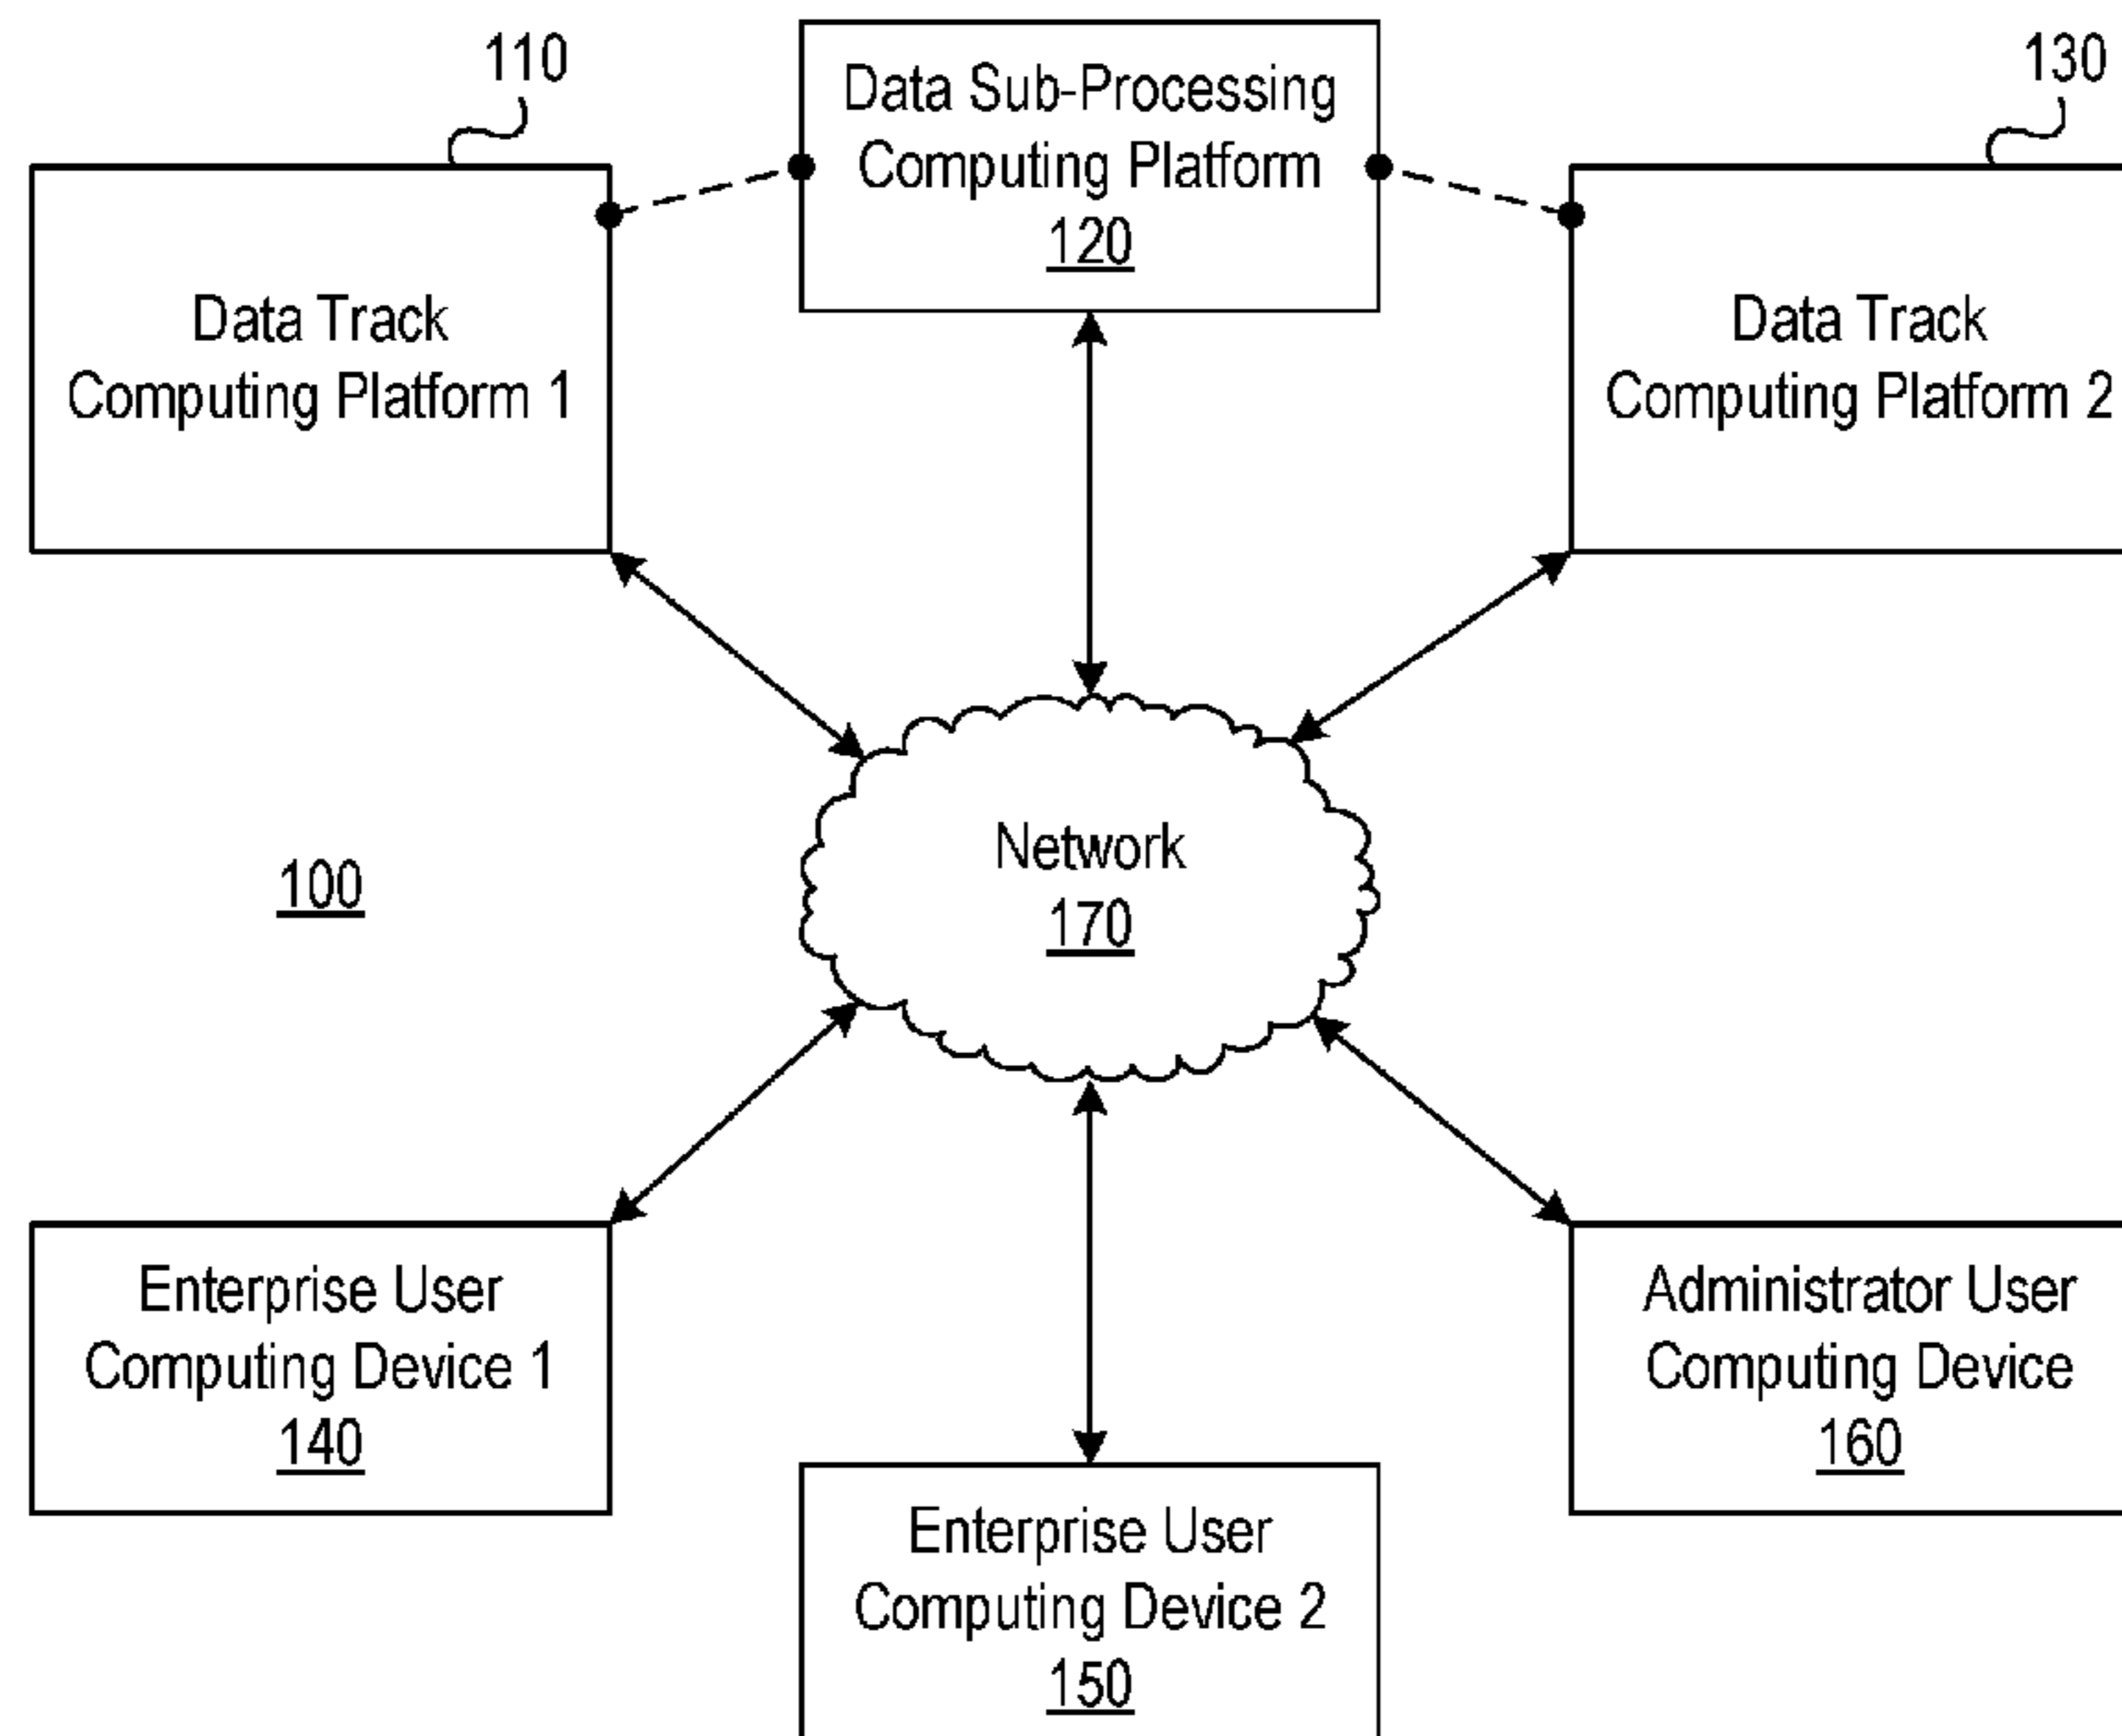 110
Data Sub-Processing
Computing Platform
120
130
Data Track
Computing Platform 1
Data Track
Computing Platform 2
100
Network
170
Enterprise User
Computing Device 1
140
Enterprise User
Computing Device 2
150
Administrator User
Computing Device
160